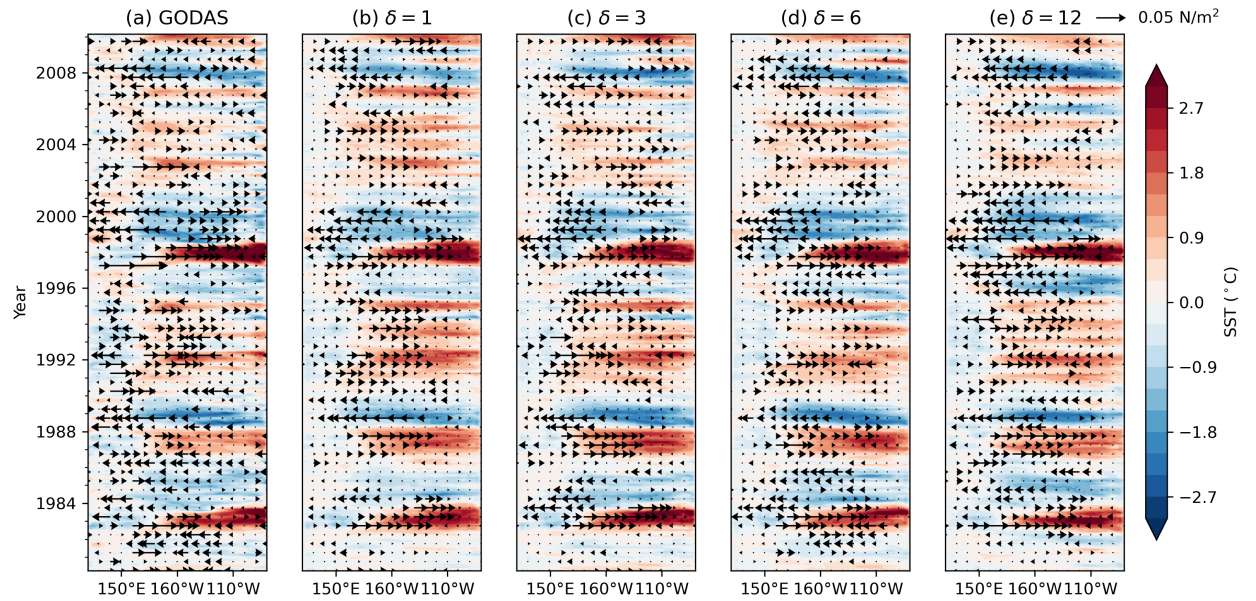 (a) GODAS
(b) δ = 1
(c) δ = 3
(d) δ = 6
(e) δ = 12
0.05 N/m²
2008
2004
2000
1996
1992
1988
1984
Year
150°E 160°W 110°W
150°E 160°W 110°W
150°E 160°W 110°W
150°E 160°W 110°W
150°E 160°W 110°W
2.7
1.8
0.9
0.0
−0.9
−1.8
−2.7
SST (°C)